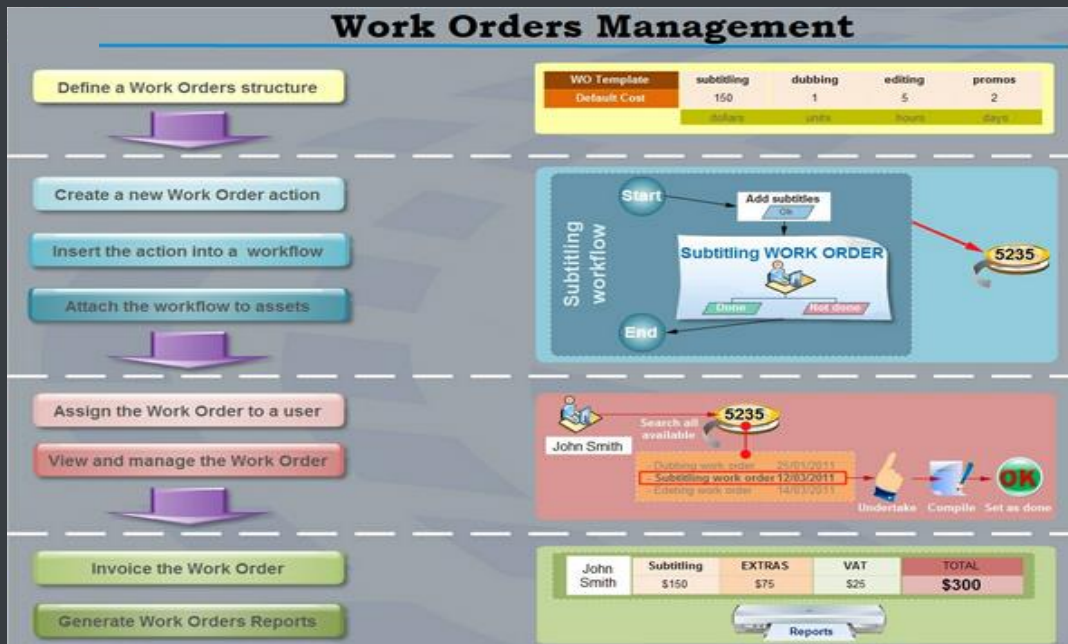 Work Orders Management
Define a Work Orders structure
WO Template subtitling dubbing editing promos
Default Cost 150 1 5 2
dollars units hours days
Create a new Work Order action
Insert the action into a workflow
Attach the workflow to assets
Subtitling
workflow
Start
Add subtitles
Ok
Subtitling WORK ORDER
Done Not done
End
5235
Assign the Work Order to a user
View and manage the Work Order
John Smith
Search all
available
5235
- Dubbing work order 25/01/2011
- Subtitling work order 12/03/2011
- Edeting work order 14/03/2011
Undertake Compile Set as done
OK
Invoice the Work Order
Generate Work Orders Reports
John
Smith
Subtitling EXTRAS VAT TOTAL
$150 $75 $25 $300
Reports